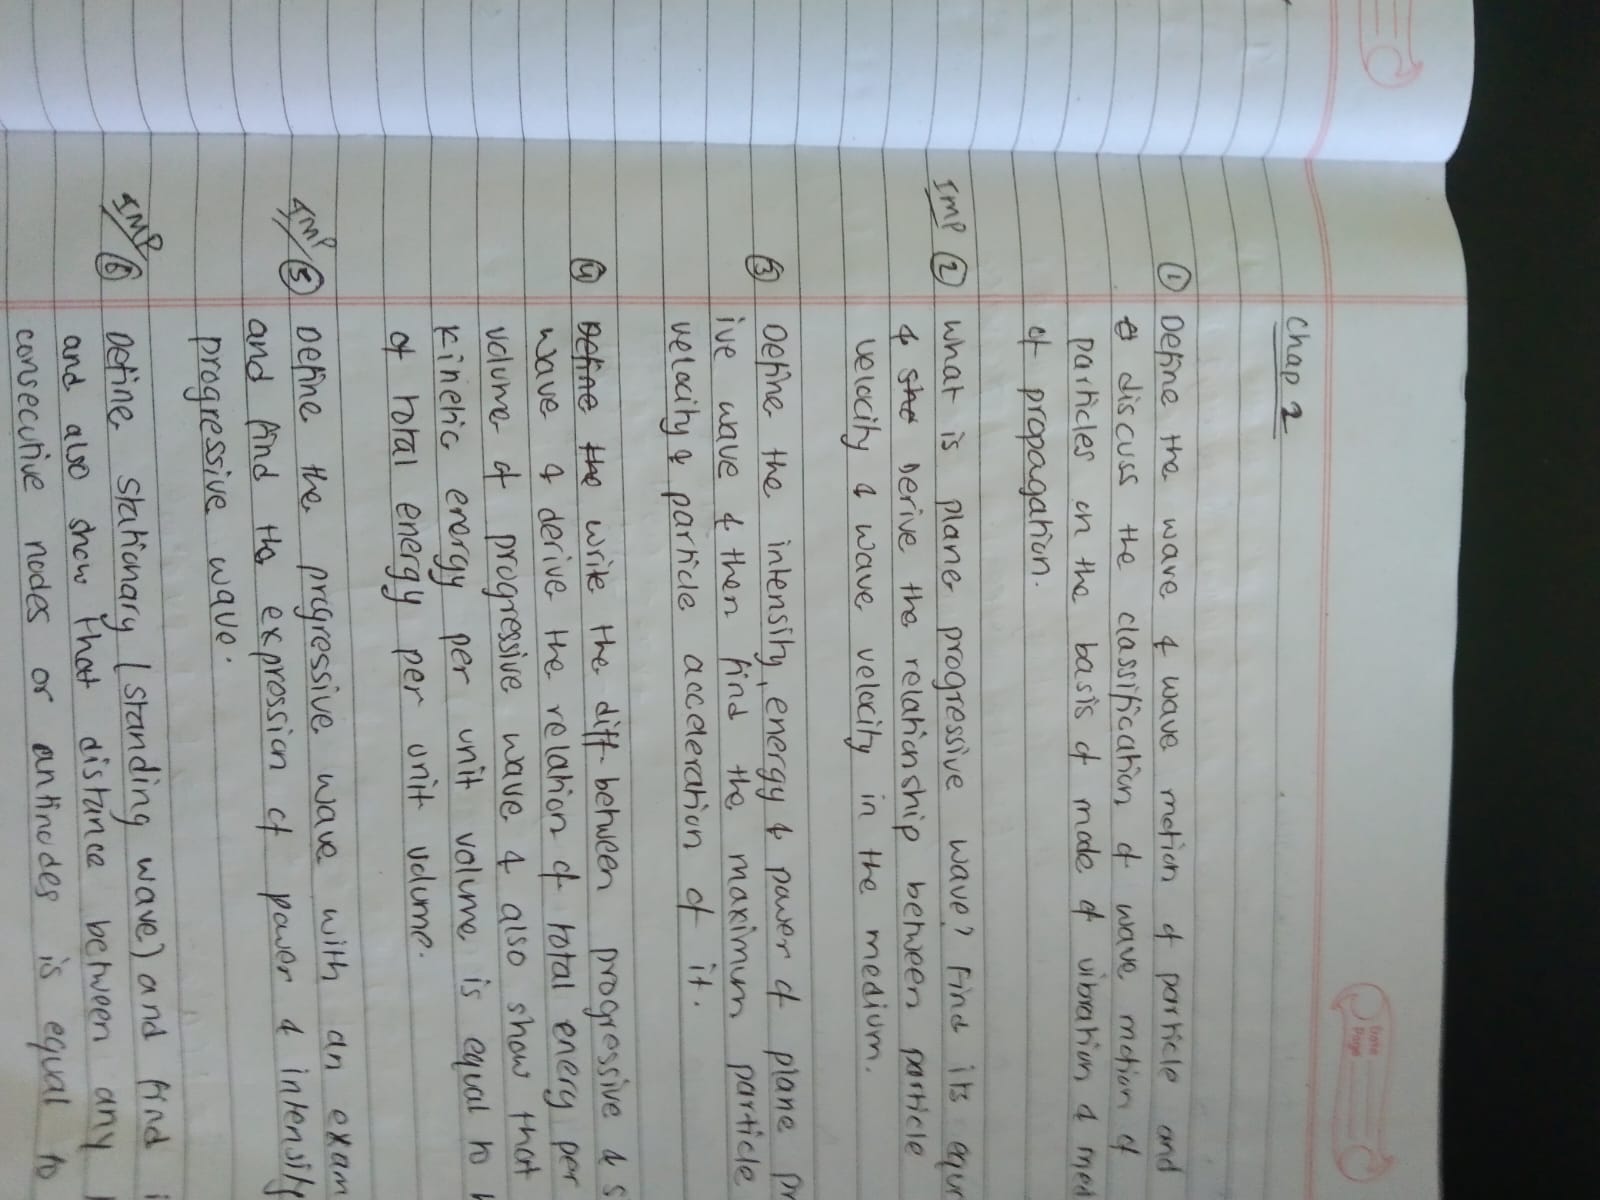 Date
Page
Chap 2
① Define the wave & wave motion of particle and
discuss the classification of wave motion of
particles on the basis of mode of vibration & med
of propagation.
IMP ② what is plane progressive wave? Find its equa
& Derive the relationship between particle
velocity & wave velocity in the medium.
③ Define the intensity, energy & power of plane pr
ive wave & then find the maximum particle
velocity & particle acceleration of it.
④ Define the write the diff. between progressive & s
wave & derive the relation of total energy per
volume of progressive wave & also show that
kinetic energy per unit volume is equal to h
of total energy per unit volume.
IMP ⑤ Define the progressive wave with an exam
and find the expression of power & intensity
progressive wave.
IMP ⑥ Define stationary (standing wave) and find i
and also show that distance between any
consecutive nodes or antinodes is equal to